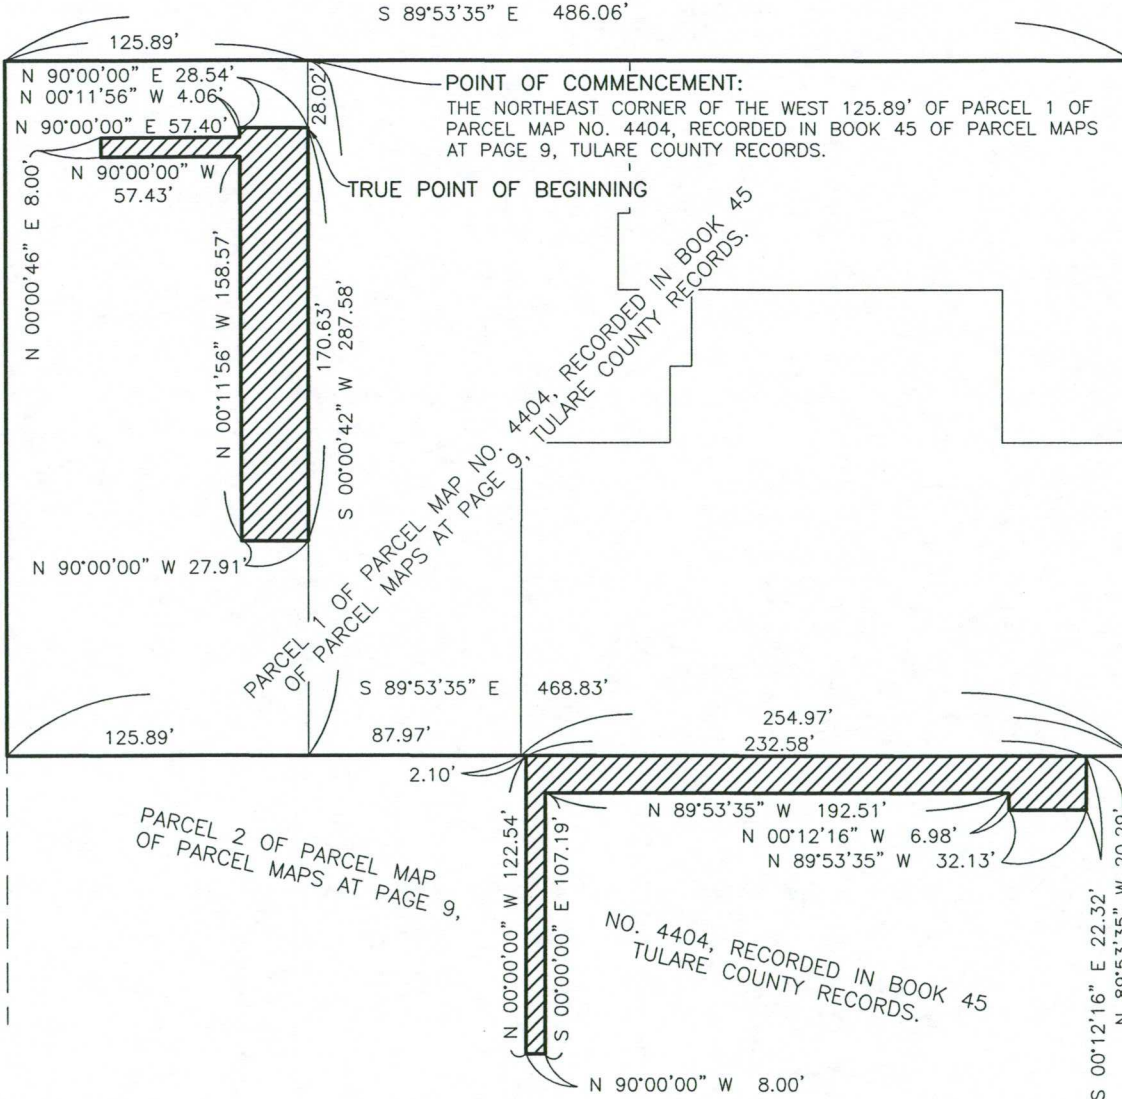 S 89°53'35" E 486.06'
125.89'
N 90°00'00" E 28.54'
N 00°11'56" W 4.06'
N 90°00'00" E 57.40'
28.02'
POINT OF COMMENCEMENT:
THE NORTHEAST CORNER OF THE WEST 125.89' OF PARCEL 1 OF
PARCEL MAP NO. 4404, RECORDED IN BOOK 45 OF PARCEL MAPS
AT PAGE 9, TULARE COUNTY RECORDS.
N 90°00'00" W
57.43'
TRUE POINT OF BEGINNING
N 00°00'46" E 8.00'
N 00°11'56" W 158.57'
170.63'
S 00°00'42" W 287.58'
PARCEL 1 OF PARCEL MAP NO. 4404, RECORDED IN BOOK 45
OF PARCEL MAPS AT PAGE 9, TULARE COUNTY RECORDS.
N 90°00'00" W 27.91'
S 89°53'35" E 468.83'
125.89'
87.97'
254.97'
232.58'
2.10'
N 89°53'35" W 192.51'
N 00°12'16" W 6.98'
N 89°53'35" W 32.13'
PARCEL 2 OF PARCEL MAP
OF PARCEL MAPS AT PAGE 9,
N 00°00'00" W 122.54'
S 00°00'00" E 107.19'
NO. 4404, RECORDED IN BOOK 45
TULARE COUNTY RECORDS.
S 00°12'16" E 22.32'
N 89°53'35" W 20.29'
N 90°00'00" W 8.00'